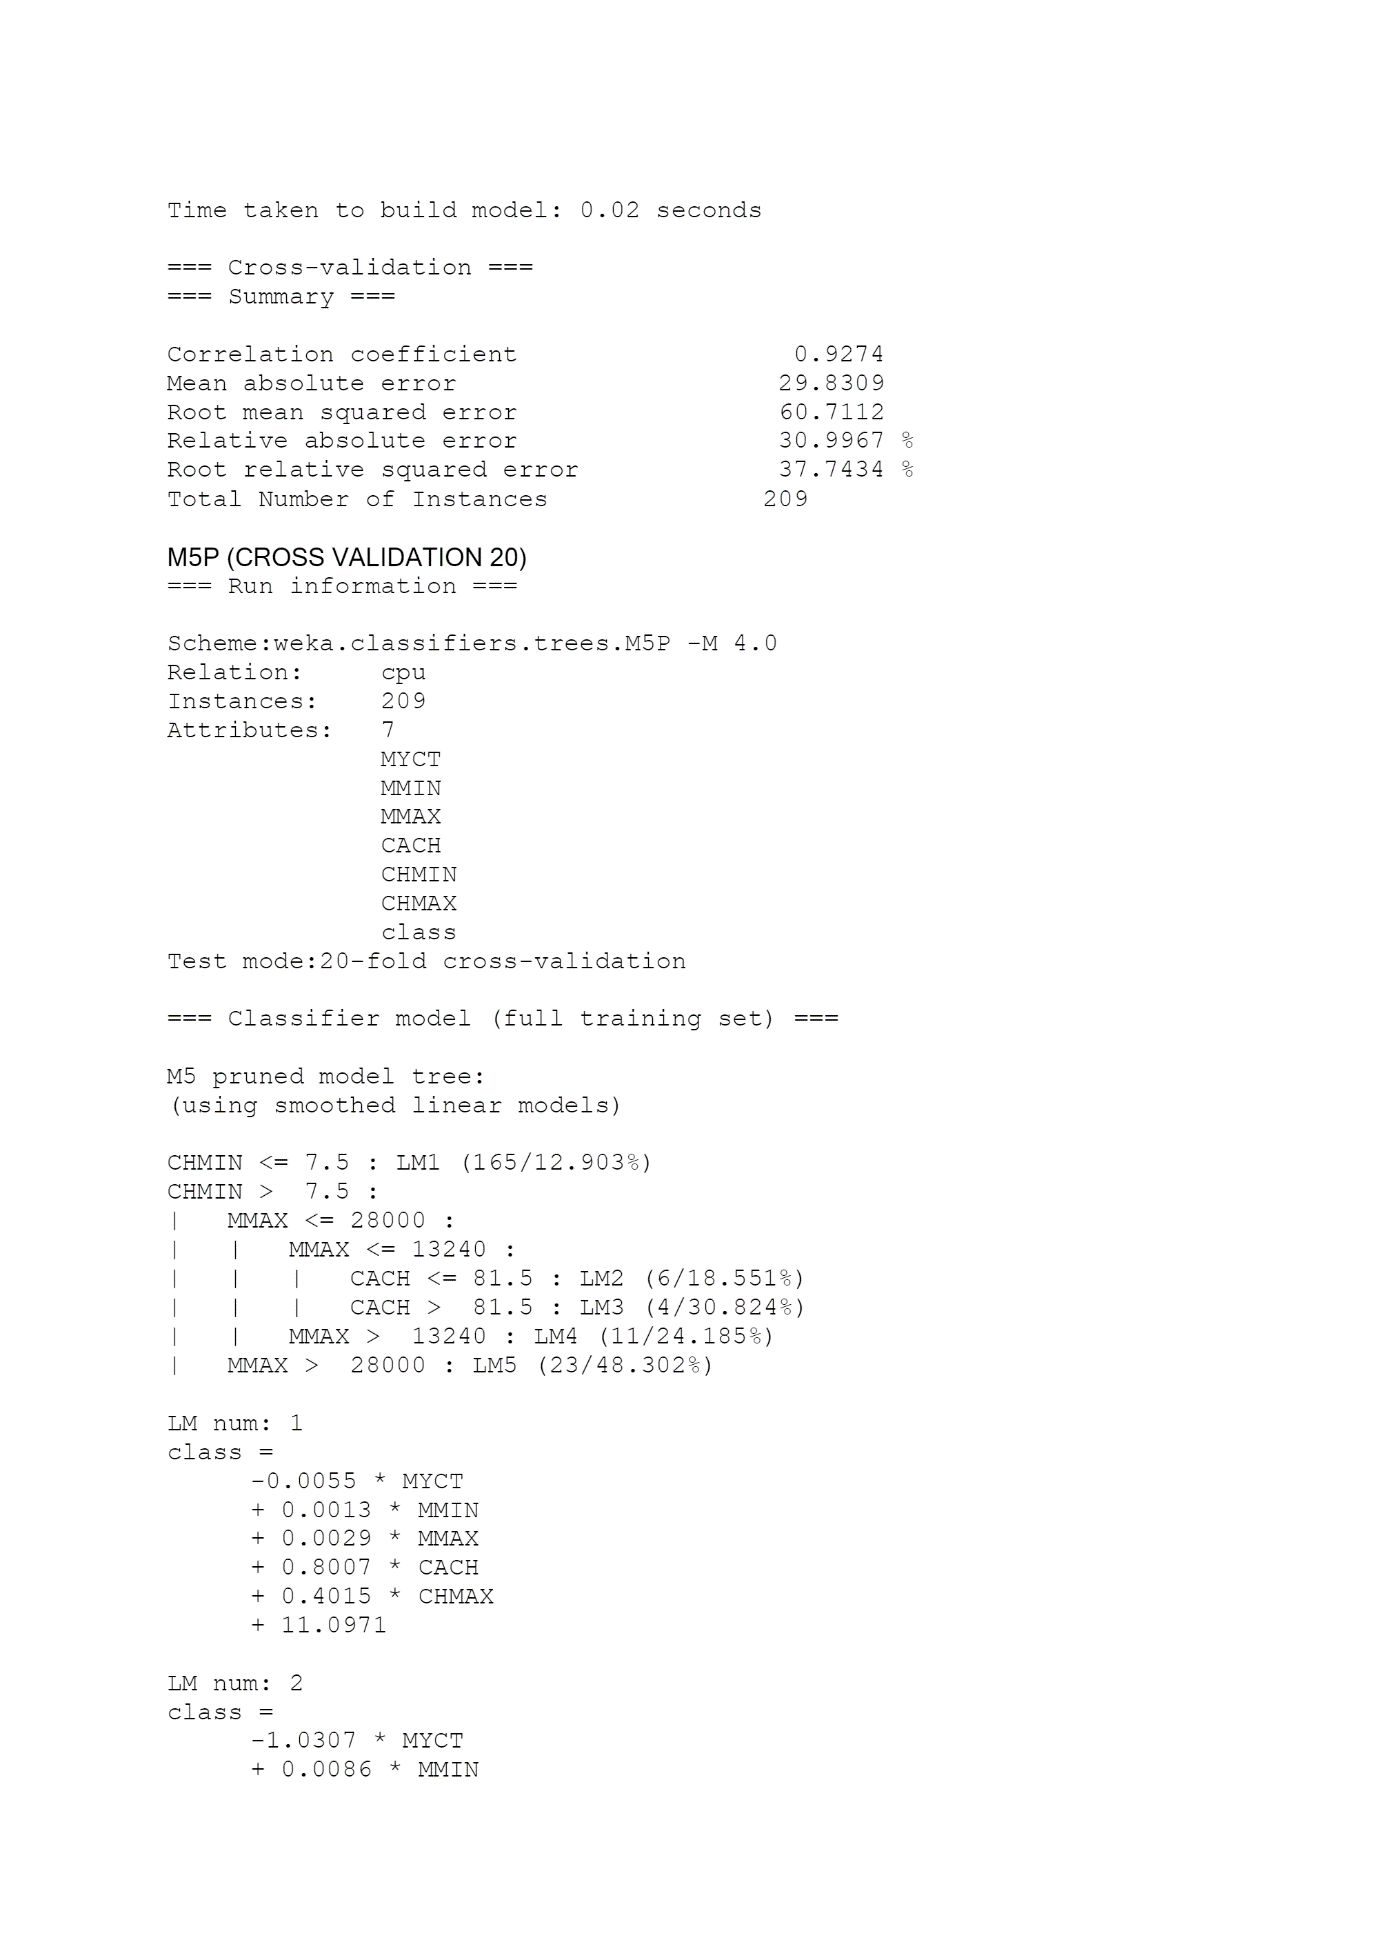 Time taken to build model: 0.02 seconds
=== Cross-validation ===
=== Summary ===
Correlation coefficient                  0.9274
Mean absolute error                     29.8309
Root mean squared error                 60.7112
Relative absolute error                 30.9967 %
Root relative squared error             37.7434 %
Total Number of Instances              209
M5P (CROSS VALIDATION 20)
=== Run information ===
Scheme:weka.classifiers.trees.M5P -M 4.0
Relation:     cpu
Instances:    209
Attributes:   7
              MYCT
              MMIN
              MMAX
              CACH
              CHMIN
              CHMAX
              class
Test mode:20-fold cross-validation
=== Classifier model (full training set) ===
M5 pruned model tree:
(using smoothed linear models)
CHMIN <= 7.5 : LM1 (165/12.903%)
CHMIN >  7.5 :
|   MMAX <= 28000 :
|   |   MMAX <= 13240 :
|   |   |   CACH <= 81.5 : LM2 (6/18.551%)
|   |   |   CACH >  81.5 : LM3 (4/30.824%)
|   |   MMAX >  13240 : LM4 (11/24.185%)
|   MMAX >  28000 : LM5 (23/48.302%)
LM num: 1
class =
-0.0055 * MYCT
+ 0.0013 * MMIN
+ 0.0029 * MMAX
+ 0.8007 * CACH
+ 0.4015 * CHMAX
+ 11.0971
LM num: 2
class =
-1.0307 * MYCT
+ 0.0086 * MMIN